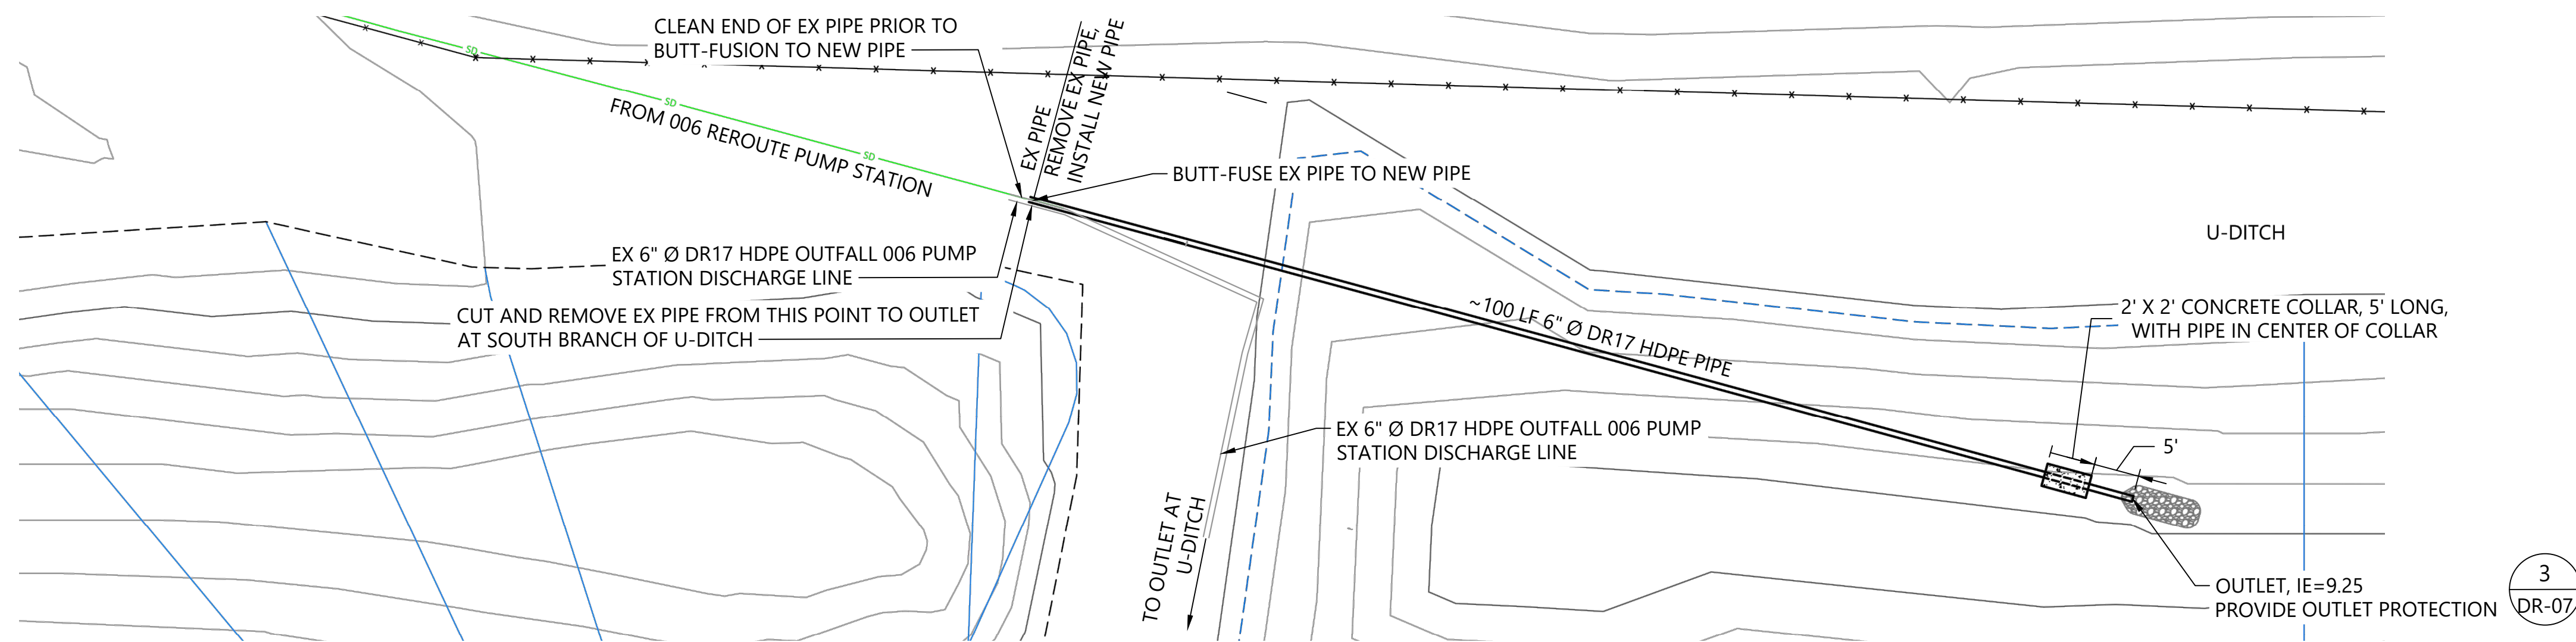 CLEAN END OF EX PIPE PRIOR TO
BUTT-FUSION TO NEW PIPE
EX PIPE
REMOVE EX PIPE,
INSTALL NEW PIPE
SD
SD
SD
FROM 006 REROUTE PUMP STATION
BUTT-FUSE EX PIPE TO NEW PIPE
U-DITCH
EX 6" Ø DR17 HDPE OUTFALL 006 PUMP
STATION DISCHARGE LINE
CUT AND REMOVE EX PIPE FROM THIS POINT TO OUTLET
AT SOUTH BRANCH OF U-DITCH
~100 LF 6" Ø DR17 HDPE PIPE
2' X 2' CONCRETE COLLAR, 5' LONG,
WITH PIPE IN CENTER OF COLLAR
EX 6" Ø DR17 HDPE OUTFALL 006 PUMP
STATION DISCHARGE LINE
5'
TO OUTLET AT
U-DITCH
OUTLET, IE=9.25
PROVIDE OUTLET PROTECTION
3
DR-07